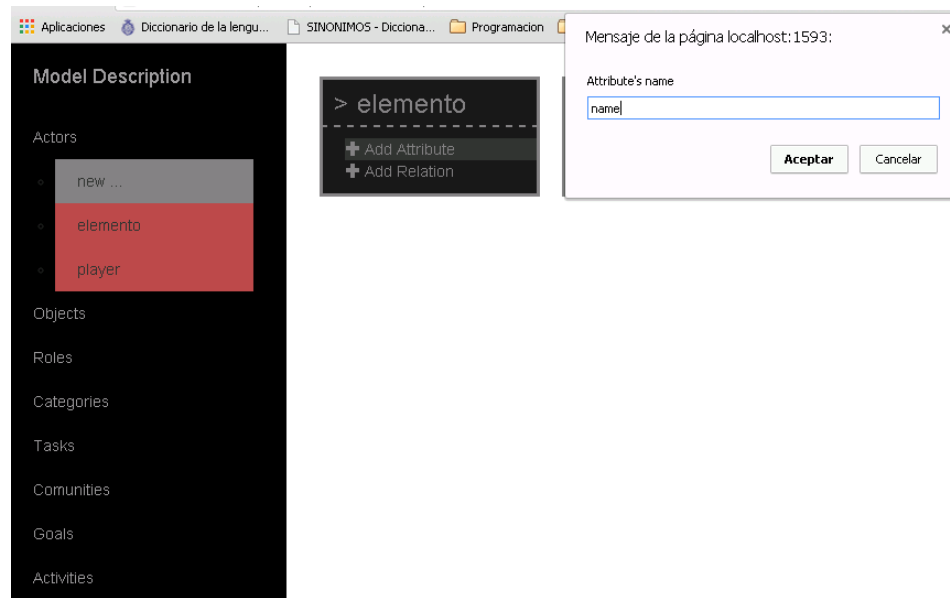 Aplicaciones
Diccionario de la lengu...
SINONIMOS - Dicciona...
Programacion
Model Description
Actors
new ...
elemento
player
Objects
Roles
Categories
Tasks
Comunities
Goals
Activities
> elemento
Add Attribute
Add Relation
Mensaje de la página localhost:1593:
Attribute's name
name
Aceptar
Cancelar